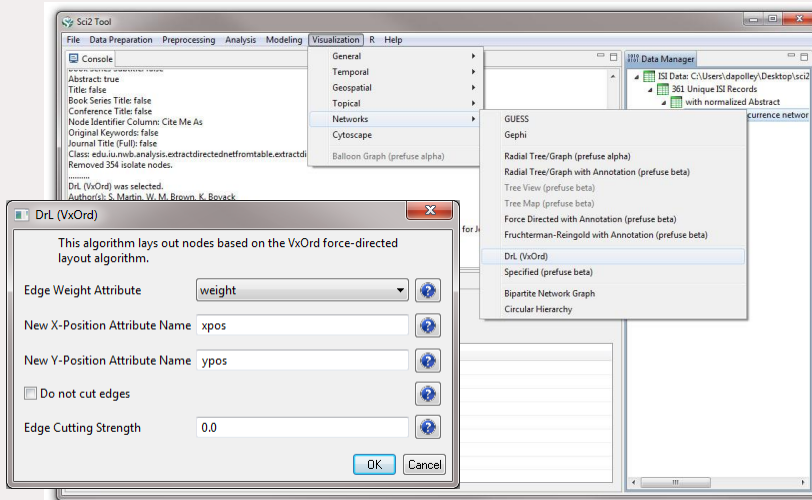 Sci2 Tool
File Data Preparation Preprocessing Analysis Modeling Visualization R Help
Console
Abstract: true
Title: false
Book Series Title: false
Conference Title: false
Node Identifier Column: Cite Me As
Original Keywords: false
Journal Title (Full): false
Class: edu.iu.nwb.analysis.extractdirectednetfromtable.extractdi
Removed 354 isolate nodes.
..........
DrL (VxOrd) was selected.
Author(s): S. Martin, W. M. Brown, K. Boyack
for J
General
Temporal
Geospatial
Topical
Networks
Cytoscape
Balloon Graph (prefuse alpha)
GUESS
Gephi
Radial Tree/Graph (prefuse alpha)
Radial Tree/Graph with Annotation (prefuse beta)
Tree View (prefuse beta)
Tree Map (prefuse beta)
Force Directed with Annotation (prefuse beta)
Fruchterman-Reingold with Annotation (prefuse beta)
DrL (VxOrd)
Specified (prefuse beta)
Bipartite Network Graph
Circular Hierarchy
Data Manager
ISI Data: C:\Users\dapolley\Desktop\sci2
361 Unique ISI Records
with normalized Abstract
currence networ
DrL (VxOrd)
This algorithm lays out nodes based on the VxOrd force-directed
layout algorithm.
Edge Weight Attribute weight
New X-Position Attribute Name xpos
New Y-Position Attribute Name ypos
Do not cut edges
Edge Cutting Strength 0.0
OK Cancel